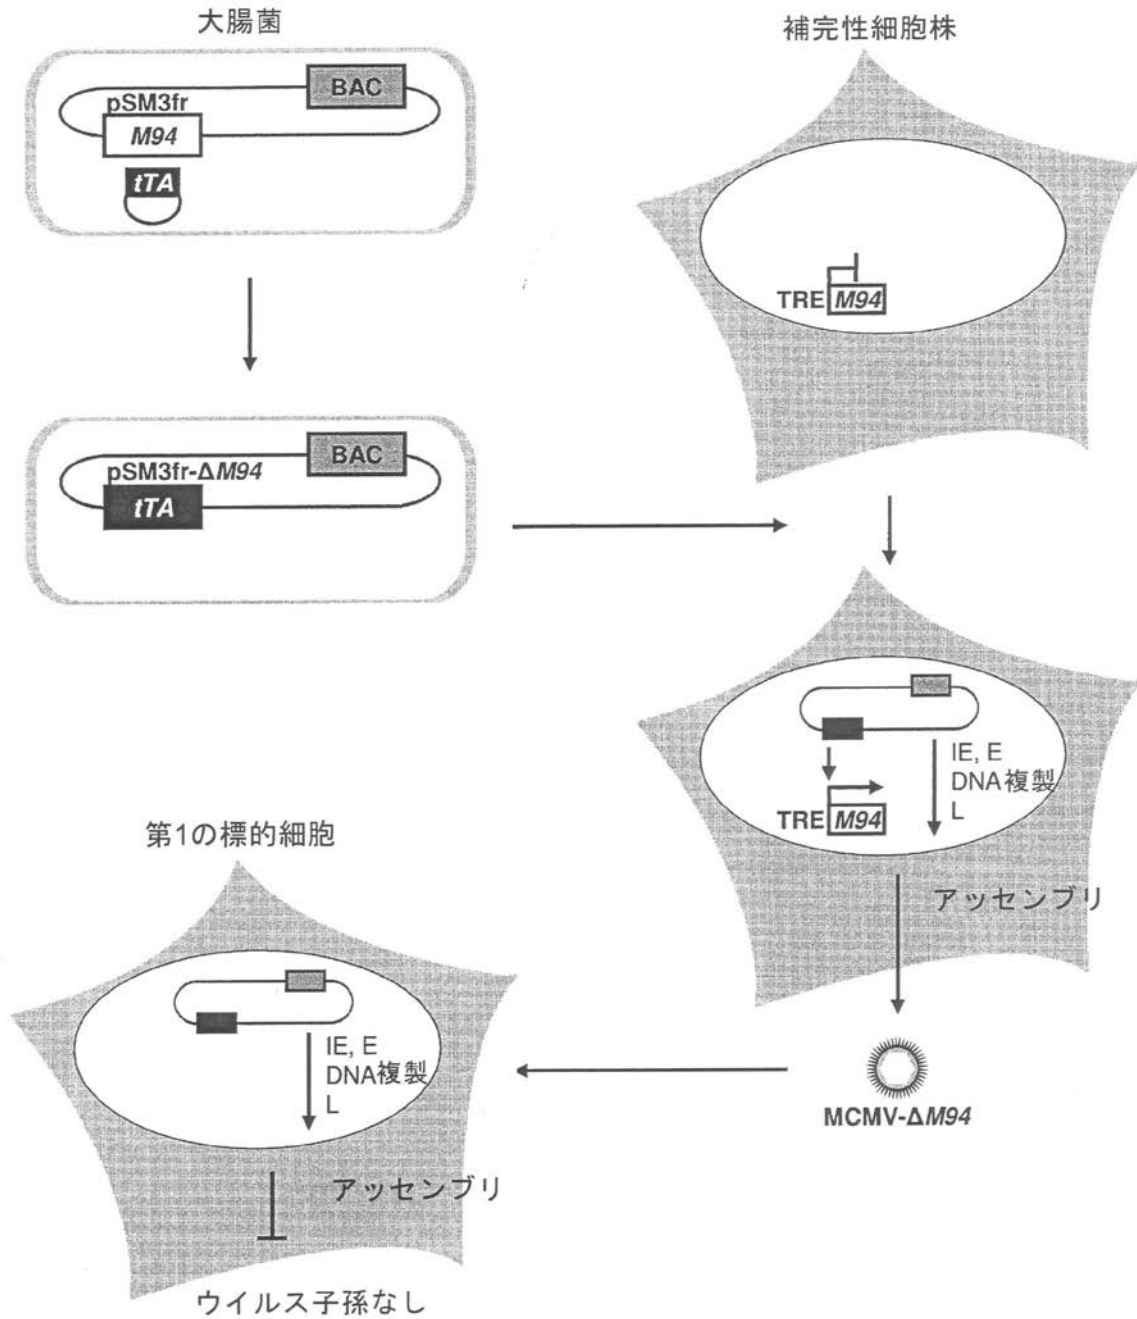 大腸菌
BAC
pSM3fr
M94
tTA
BAC
pSM3fr-ΔM94
tTA
補完性細胞株
TRE M94
IE, E
DNA複製
L
TRE M94
アッセンブリ
MCMV-ΔM94
第1の標的細胞
IE, E
DNA複製
L
アッセンブリ
ウイルス子孫なし